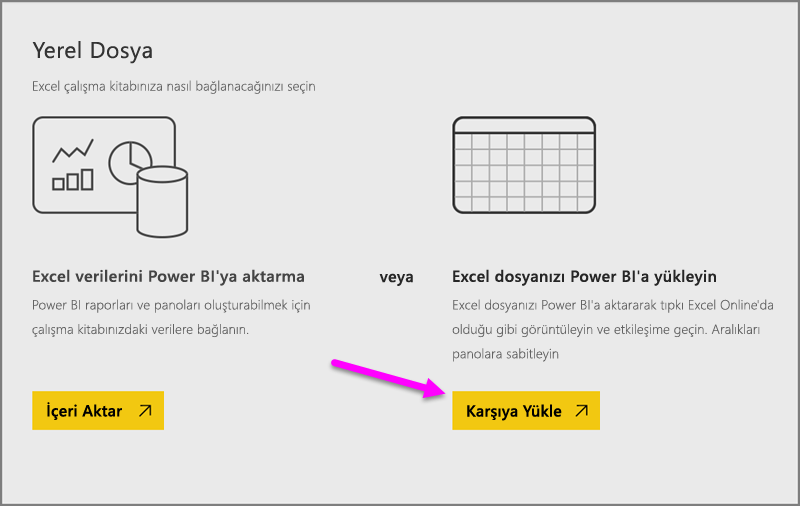 Yerel Dosya
Excel çalışma kitabınıza nasıl bağlanacağınızı seçin
Excel verilerini Power BI'ya aktarma
Power BI raporları ve panoları oluşturabilmek için
çalışma kitabınızdaki verilere bağlanın.
İçeri Aktar
veya
Excel dosyanızı Power BI'a yükleyin
Excel dosyanızı Power BI'a aktararak tıpkı Excel Online'da
olduğu gibi görüntüleyin ve etkileşime geçin. Aralıkları
panolara sabitleyin
Karşıya Yükle